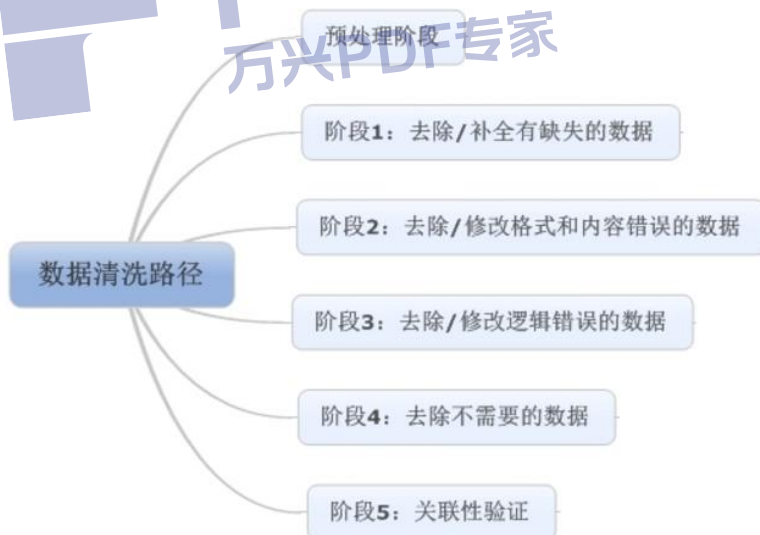 预处理阶段
万兴PDF专家
阶段1：去除/补全有缺失的数据
阶段2：去除/修改格式和内容错误的数据
数据清洗路径
阶段3：去除/修改逻辑错误的数据
阶段4：去除不需要的数据
阶段5：关联性验证